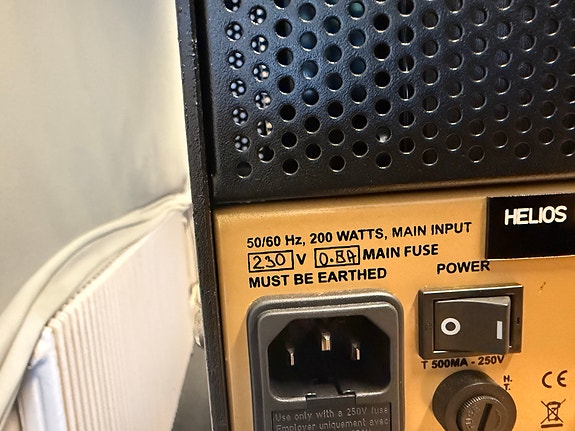 50/60 Hz, 200 WATTS, MAIN INPUT
230 V 0.8A MAIN FUSE
MUST BE EARTHED
HELIOS
POWER
T 500MA - 250V
H.T.
CE
Use only with a 250V fuse
Employer uniquement avec